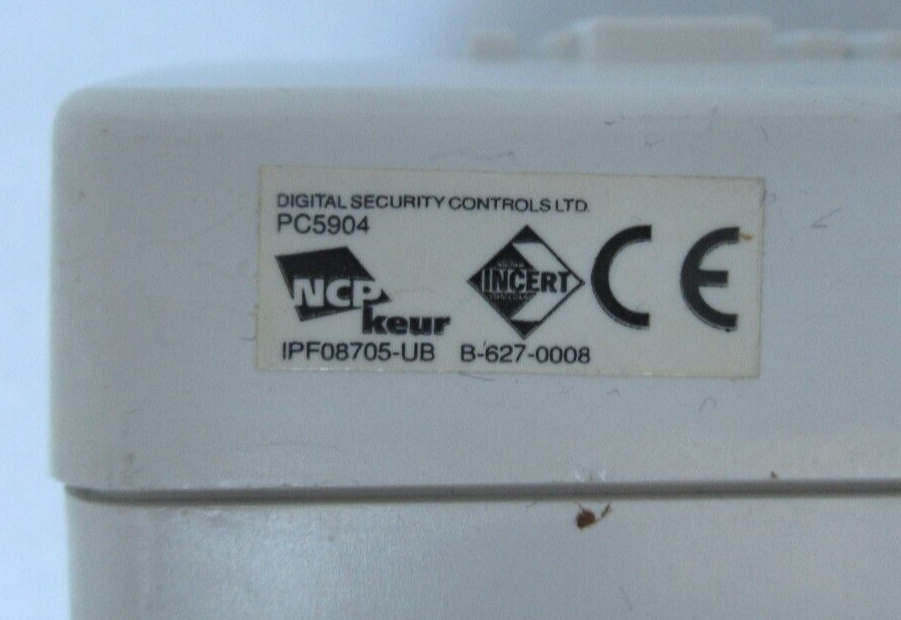 DIGITAL SECURITY CONTROLS LTD.
PC5904
NCP
keur
INCERT
CE
IPF08705-UB B-627-0008